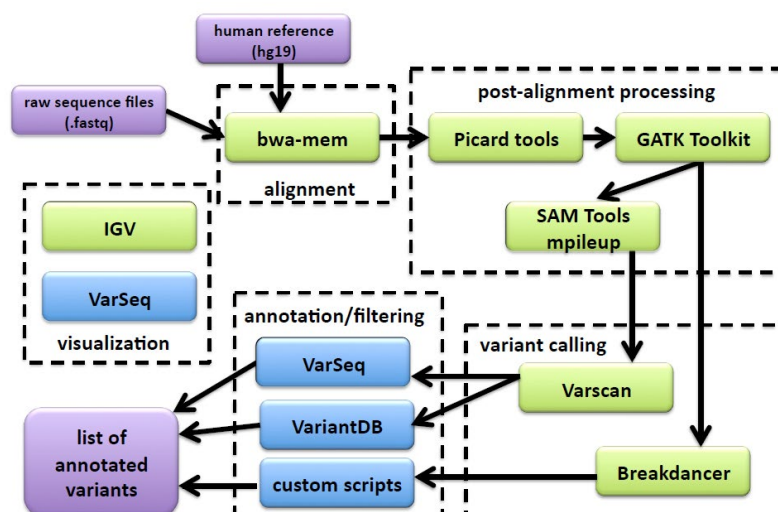 human reference
(hg19)
raw sequence files
(.fastq)
bwa-mem
alignment
post-alignment processing
Picard tools
GATK Toolkit
SAM Tools
mpileup
IGV
VarSeq
visualization
annotation/filtering
VarSeq
VariantDB
custom scripts
variant calling
Varscan
Breakdancer
list of
annotated
variants